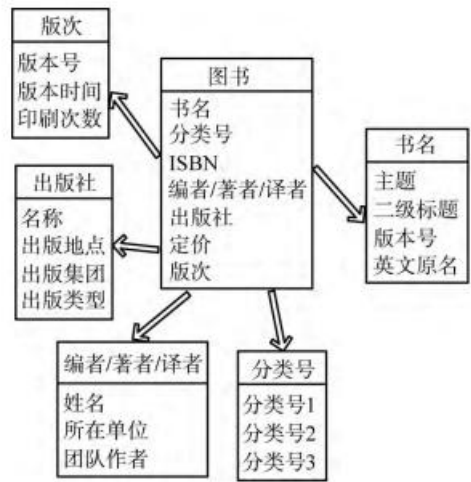 版次
版本号
版本时间
印刷次数
图书
书名
分类号
ISBN
编者/著者/译者
出版社
定价
版次
书名
主题
二级标题
版本号
英文原名
出版社
名称
出版地点
出版集团
出版类型
编者/著者/译者
姓名
所在单位
团队作者
分类号
分类号1
分类号2
分类号3